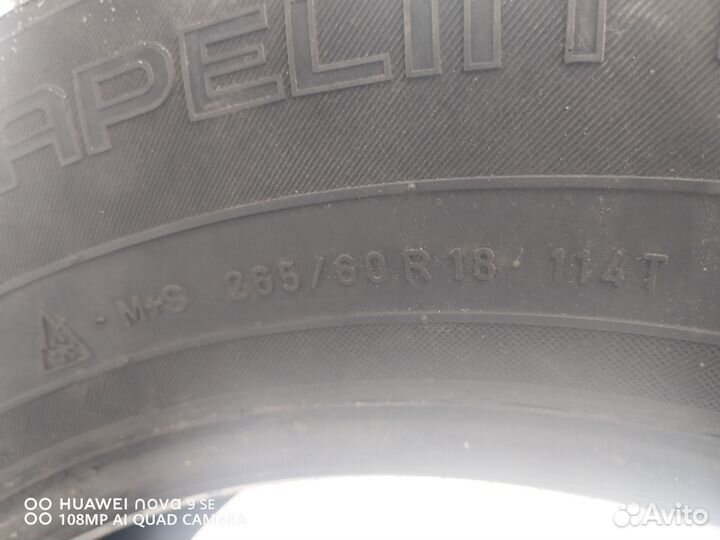 APELIT
M+S 265/60 R 18 114 T
HUAWEI nova 9 SE
108MP AI QUAD CAMERA
Avito